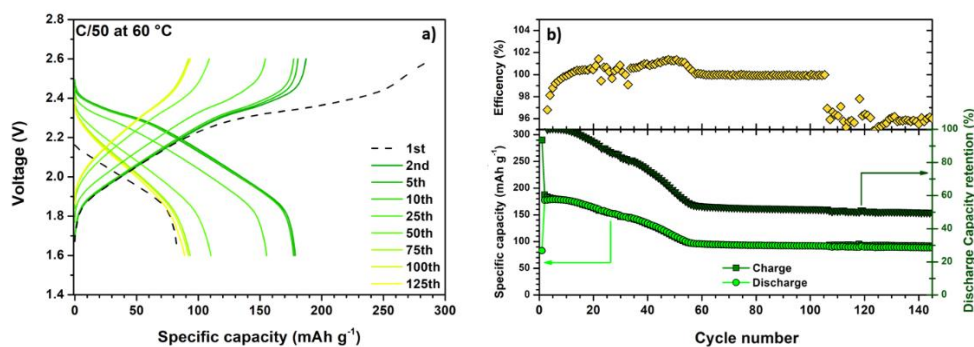 C/50 at 60 °C
a)
2.8
2.6
2.4
2.2
2.0
1.8
1.6
1.4
Voltage (V)
0
50
100
150
200
250
300
Specific capacity (mAh g⁻¹)
1st
2nd
5th
10th
25th
50th
75th
100th
125th
b)
104
102
100
98
96
Efficency (%)
300
250
200
150
100
50
0
Specific capacity (mAh g⁻¹)
100
80
60
40
20
0
Discharge Capacity retention (%)
Charge
Discharge
0
20
40
60
80
100
120
140
Cycle number